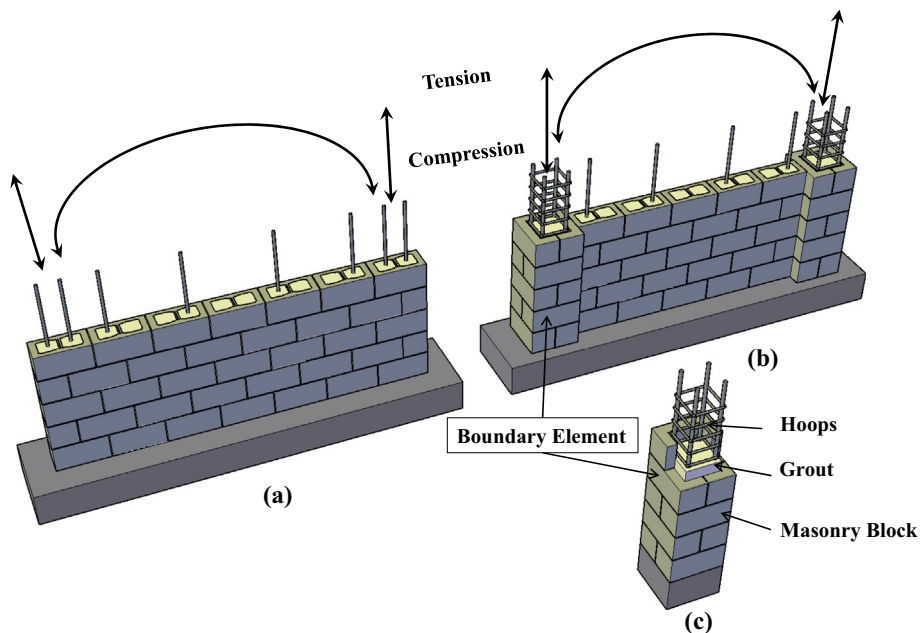 Tension
Compression
(a)
(b)
Boundary Element
Hoops
Grout
Masonry Block
(c)